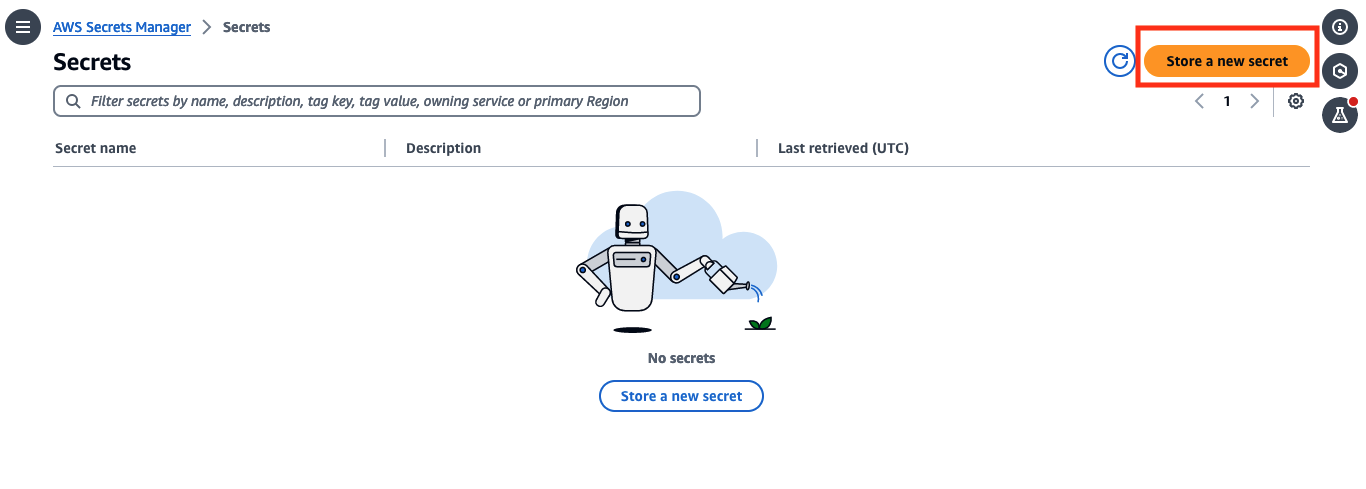 AWS Secrets Manager > Secrets
Secrets
Store a new secret
Filter secrets by name, description, tag key, tag value, owning service or primary Region
1
Secret name Description Last retrieved (UTC)
No secrets
Store a new secret